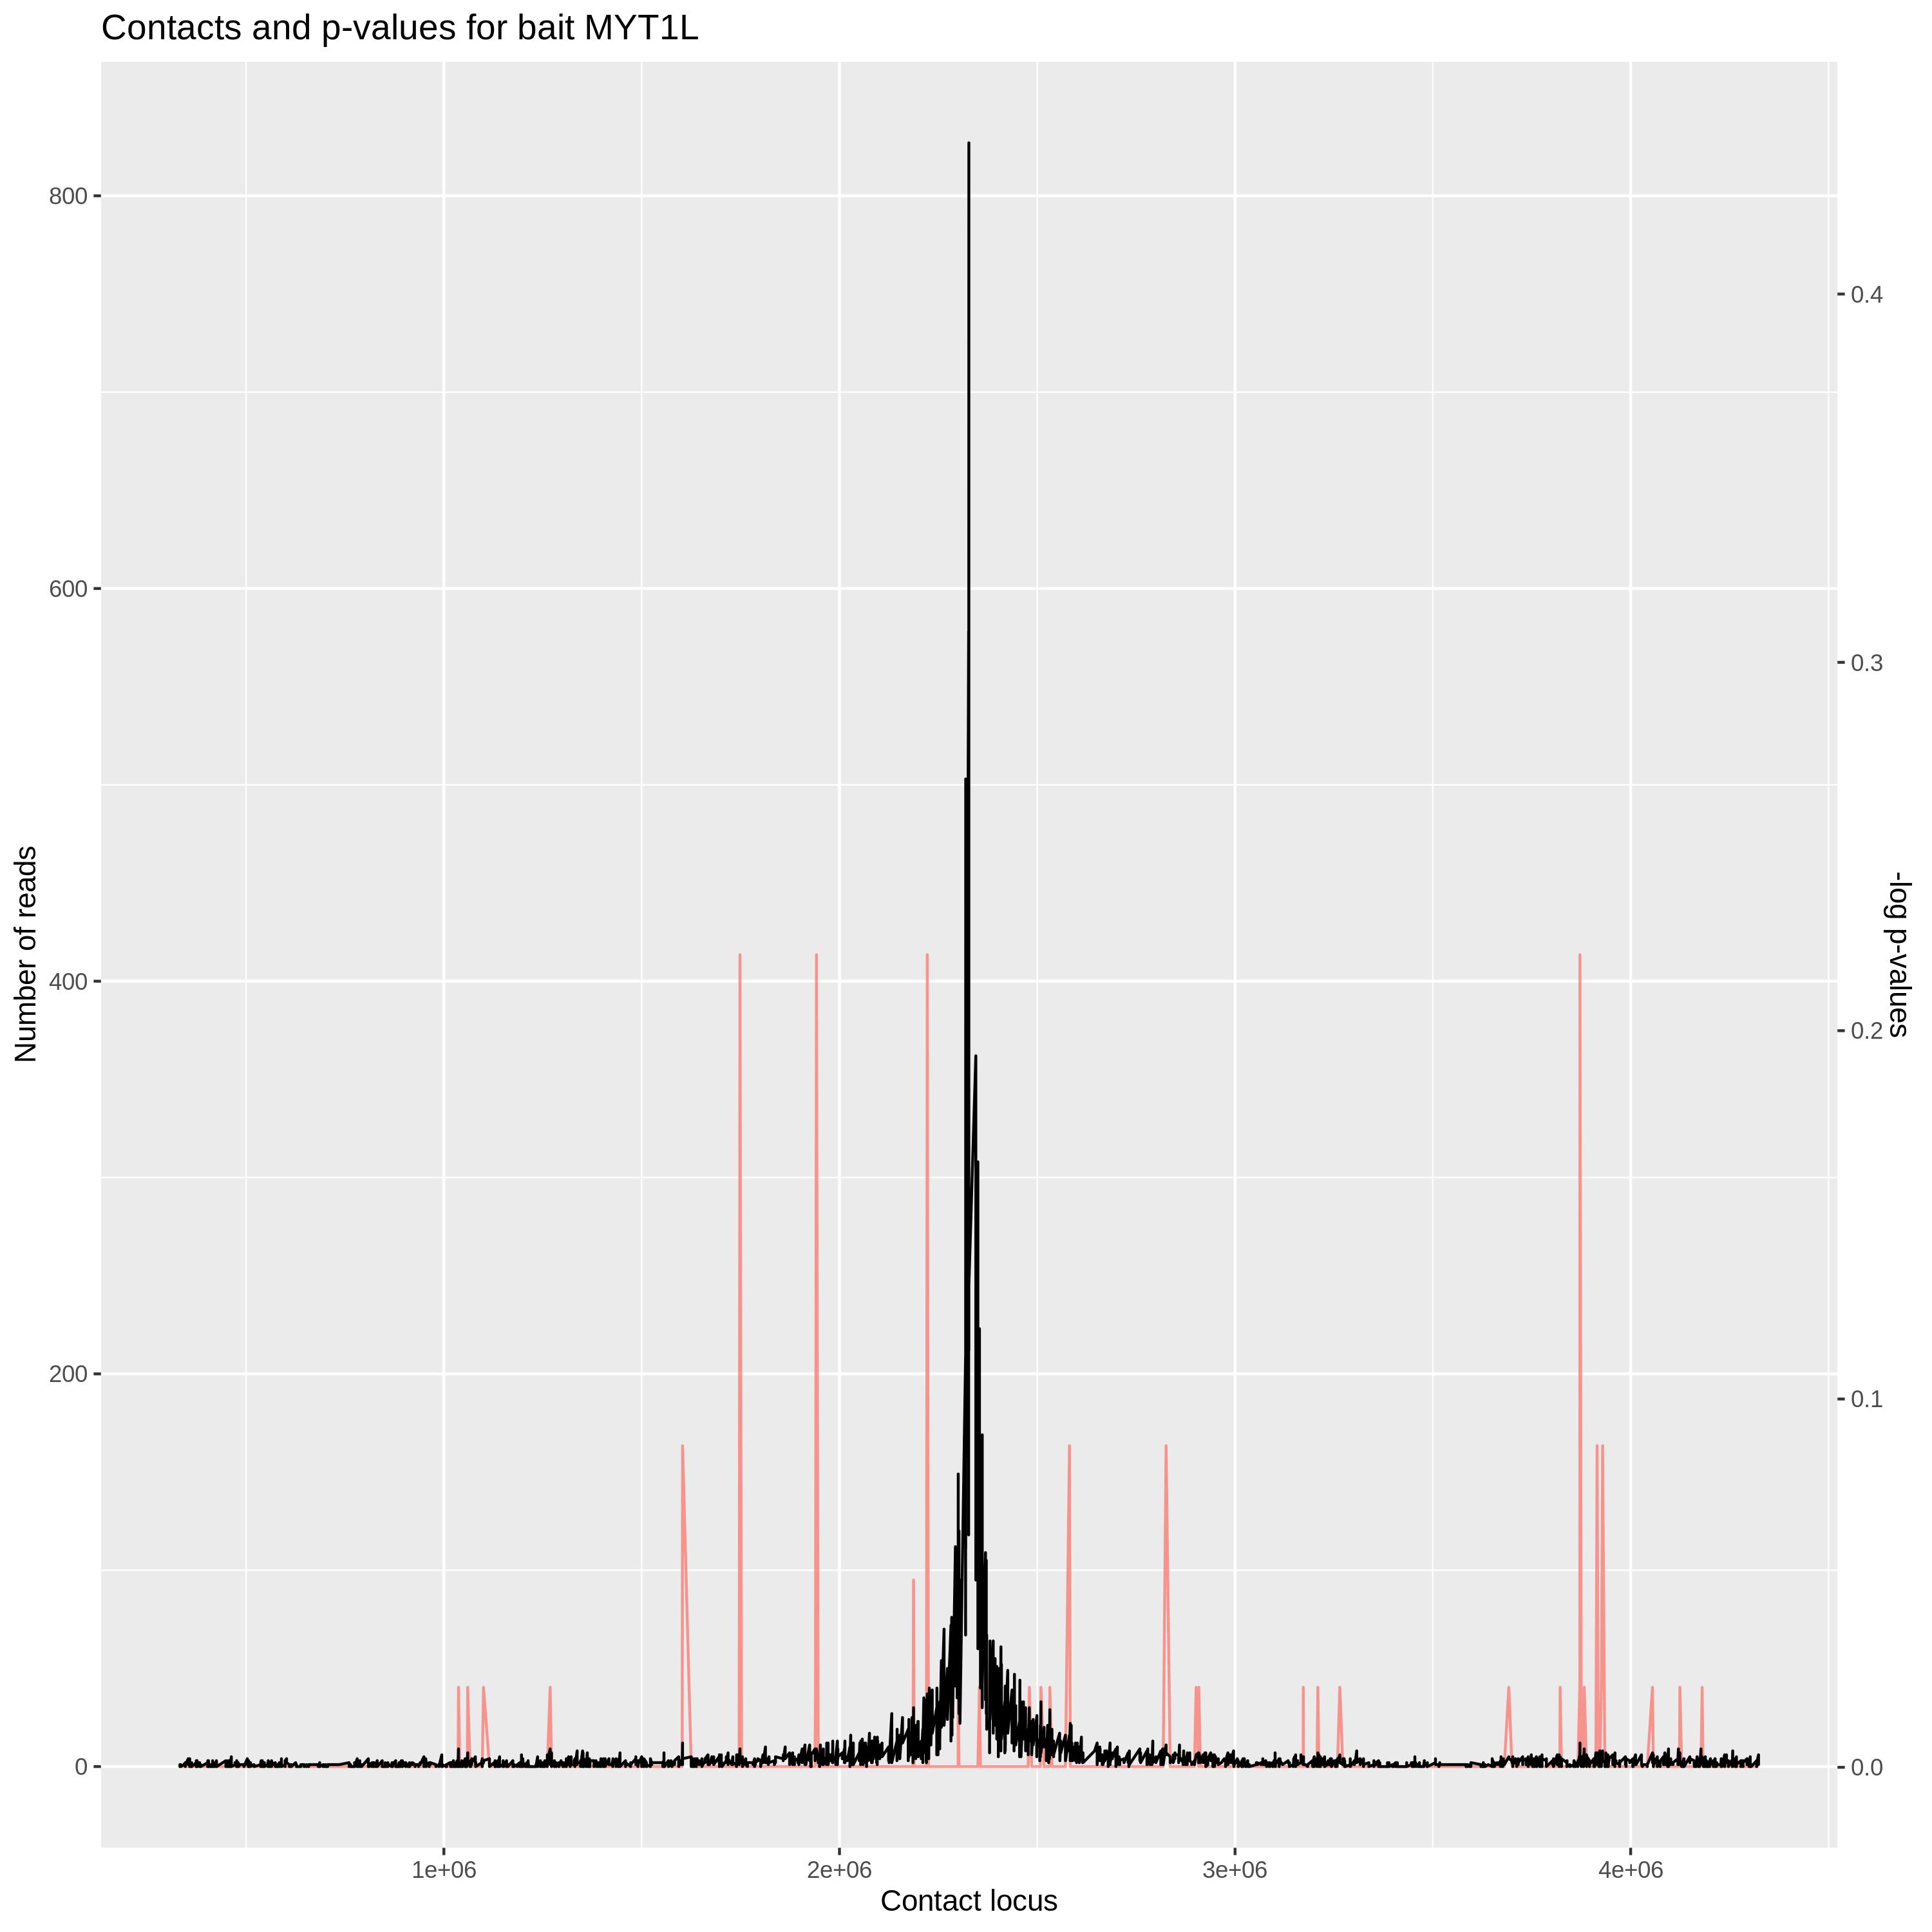 Contacts and p-values for bait MYT1L
800
600
400
200
0
Number of reads
0.4
0.3
0.2
0.1
0.0
-log p-values
1e+06
2e+06
3e+06
4e+06
Contact locus